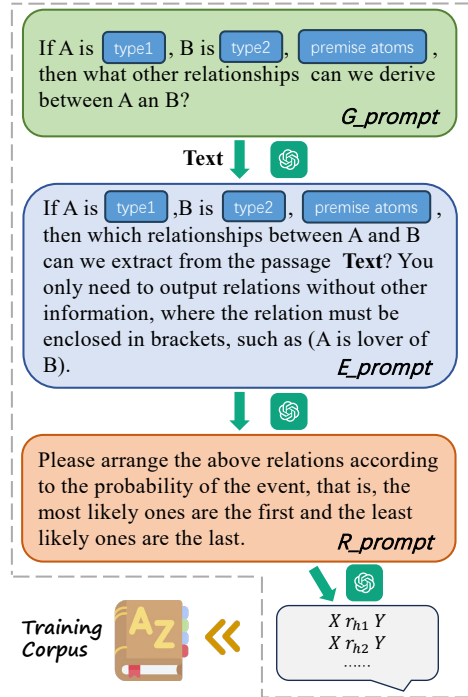 If A is type1 , B is type2 , premise atoms ,
then what other relationships can we derive
between A an B?
G_prompt
Text
If A is type1 ,B is type2 , premise atoms ,
then which relationships between A and B
can we extract from the passage Text? You
only need to output relations without other
information, where the relation must be
enclosed in brackets, such as (A is lover of
B).
E_prompt
Please arrange the above relations according
to the probability of the event, that is, the
most likely ones are the first and the least
likely ones are the last.
R_prompt
X r_{h1} Y
X r_{h2} Y
......
Training
Corpus
A
Z